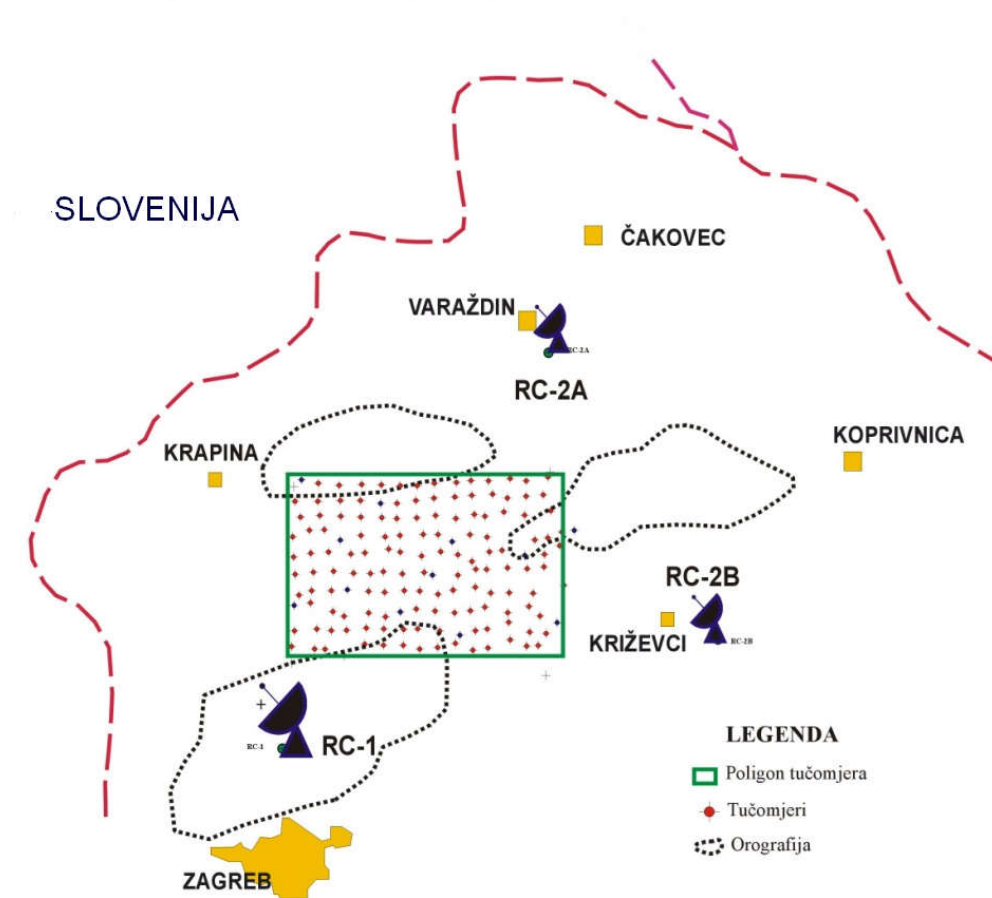 SLOVENIJA
ČAKOVEC
VARAŽDIN
RC-2A
RC-2A
KRAPINA
KOPRIVNICA
RC-2B
KRIŽEVCI
RC-2B
RC-1
RC-1
ZAGREB
LEGENDA
Poligon tučomjera
Tučomjeri
Orografija